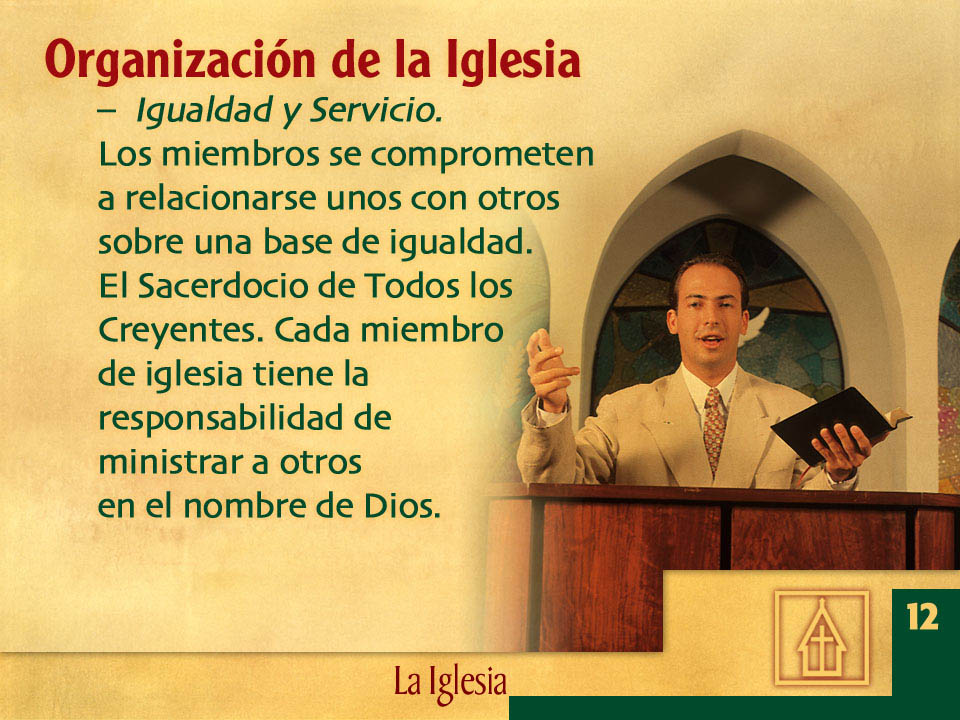 Organización de la Iglesia
– Igualdad y Servicio.
Los miembros se comprometen
a relacionarse unos con otros
sobre una base de igualdad.
El Sacerdocio de Todos los
Creyentes. Cada miembro
de iglesia tiene la
responsabilidad de
ministrar a otros
en el nombre de Dios.
12
La Iglesia